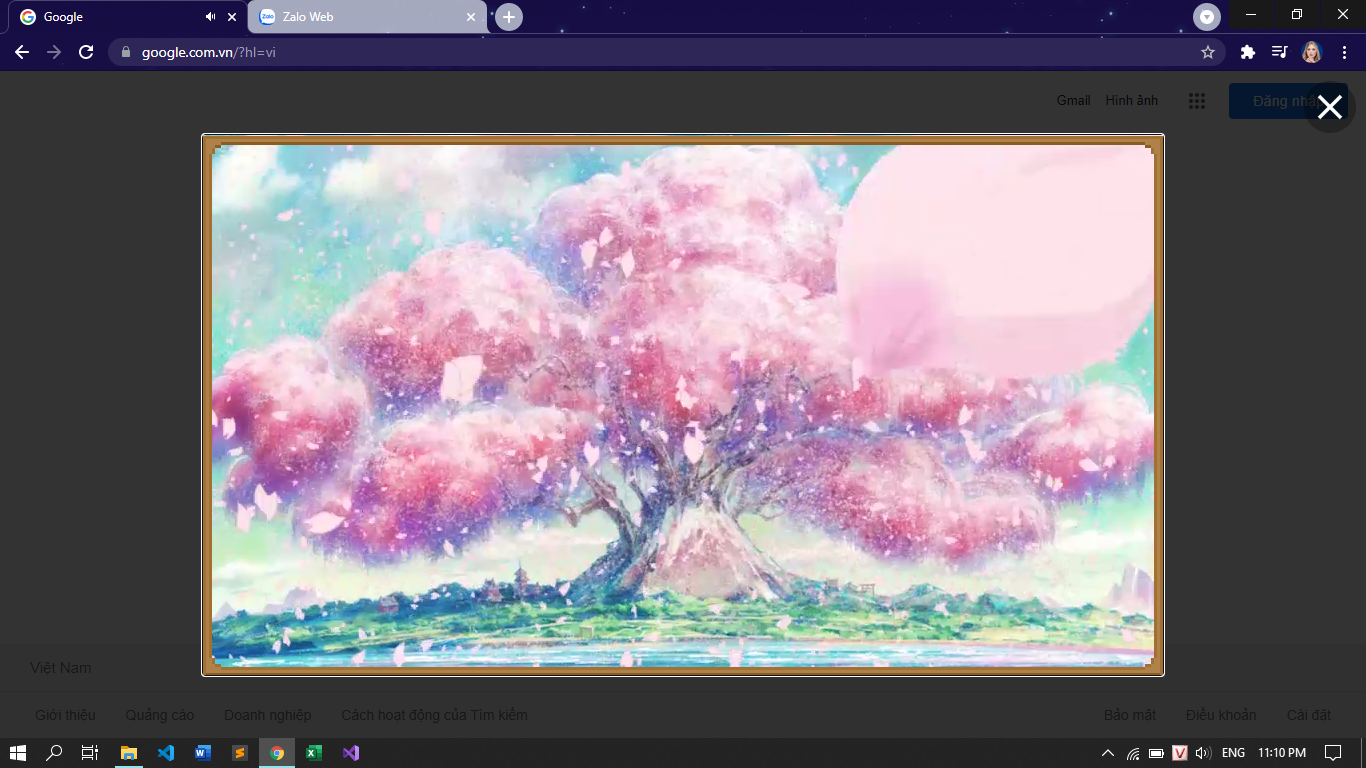 Google
Zalo Zalo Web
google.com.vn/?hl=vi
Gmail Hình ảnh Đăng nhập
Việt Nam
Giới thiệu Quảng cáo Doanh nghiệp Cách hoạt động của Tìm kiếm Bảo mật Điều khoản Cài đặt
ENG 11:10 PM